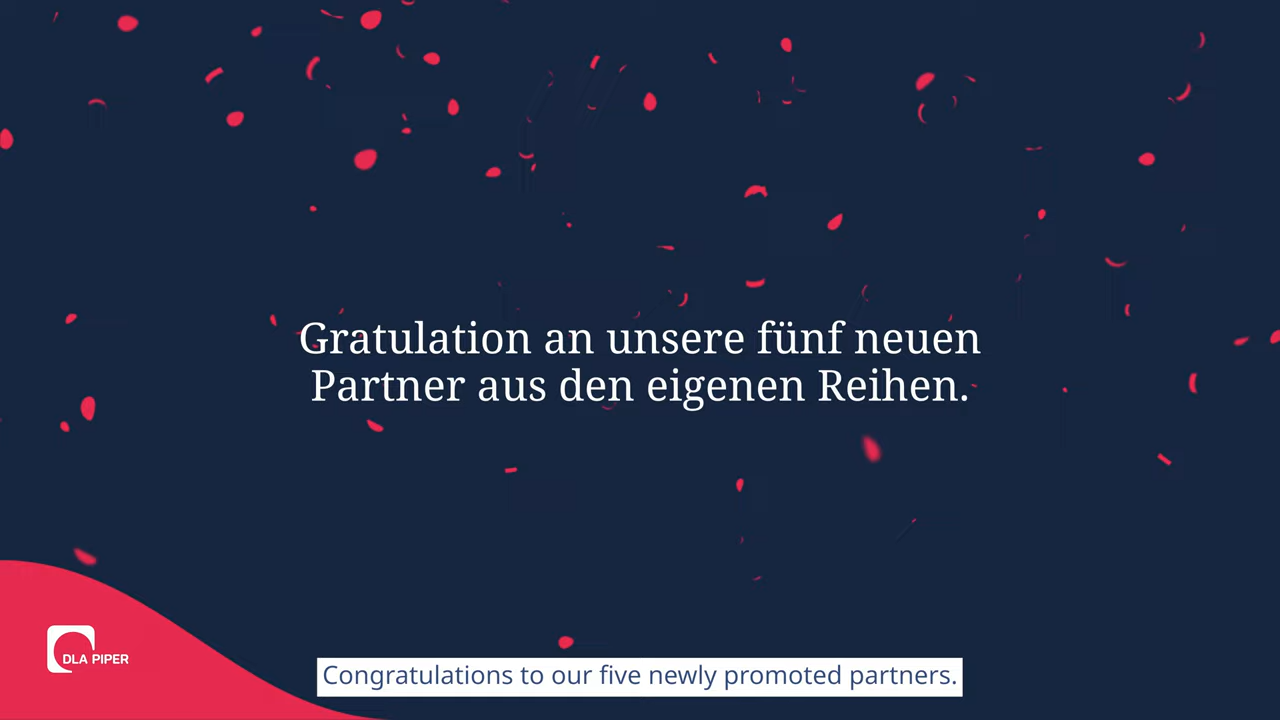 Gratulation an unsere fünf neuen
Partner aus den eigenen Reihen.
DLA PIPER
Congratulations to our five newly promoted partners.